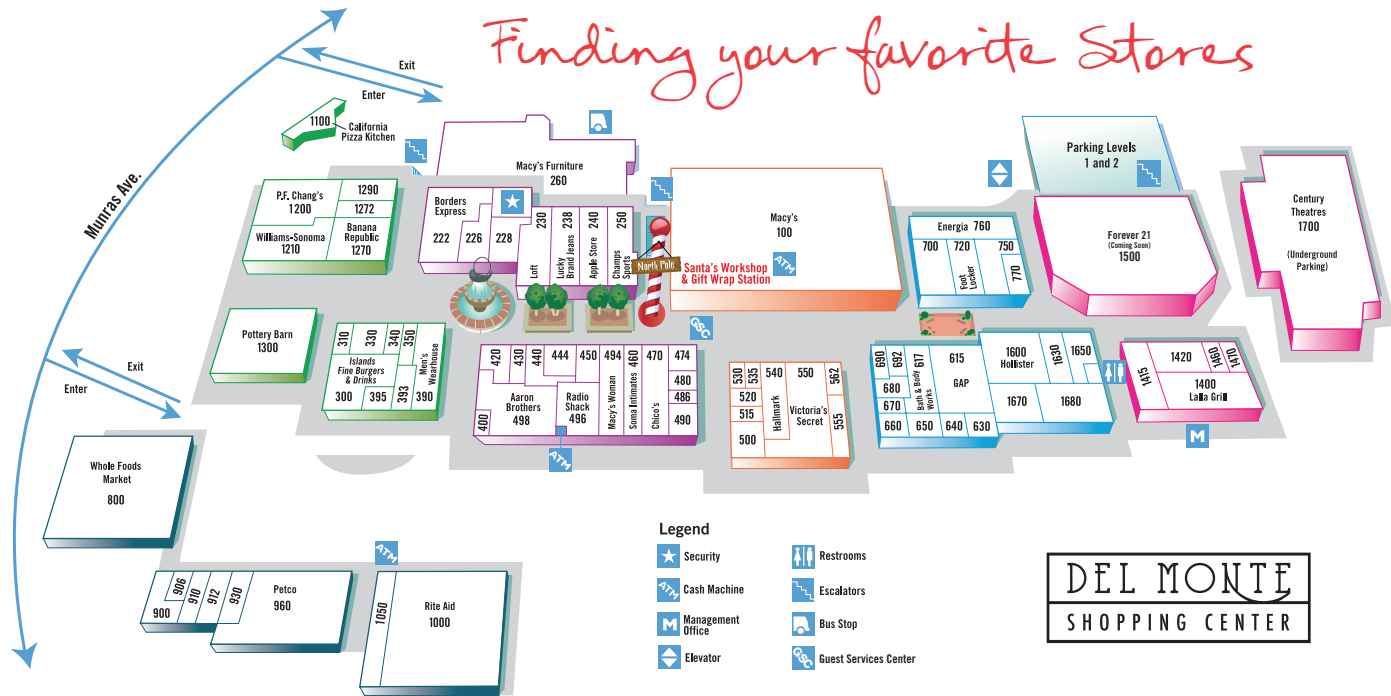 Finding your favorite Stores
Exit
Enter
Munras Ave.
Exit
Enter
1100
California
Pizza Kitchen
P.F. Chang's
1200
1290
1272
Williams-Sonoma
1210
Banana
Republic
1270
Pottery Barn
1300
310
330
340
350
Islands
Fine Burgers
& Drinks
300
395
393
Men's
Wearhouse
390
Macy's Furniture
260
Borders
Express
222
226
228
230
Loft
238
Lucky
Brand Jeans
240
Apple Store
250
Champs
Sports
North Pole
Macy's
100
ATM
Santa's Workshop
& Gift Wrap Station
GSC
420
430
440
444
450
494
460
470
474
480
486
490
400
Aaron
Brothers
498
Radio
Shack
496
Macy's Woman
Soma Intimates
Chico's
ATM
530
535
540
550
562
520
515
500
Hallmark
Victoria's
Secret
555
Energia 760
700
720
Foot
Locker
750
770
690
692
617
615
680
670
Bath & Body
Works
GAP
660
650
640
630
1600
Hollister
1630
1650
1670
1680
Parking Levels
1 and 2
Forever 21
(Coming Soon)
1500
Century
Theatres
1700
(Underground
Parking)
1415
1420
1460
1470
1400
Lalla Grill
M
Whole Foods
Market
800
900
906
910
912
930
Petco
960
ATM
1050
Rite Aid
1000
Legend
Security
ATM
Cash Machine
M
Management
Office
Elevator
Restrooms
Escalators
Bus Stop
GSC
Guest Services Center
DEL MONTE
SHOPPING CENTER